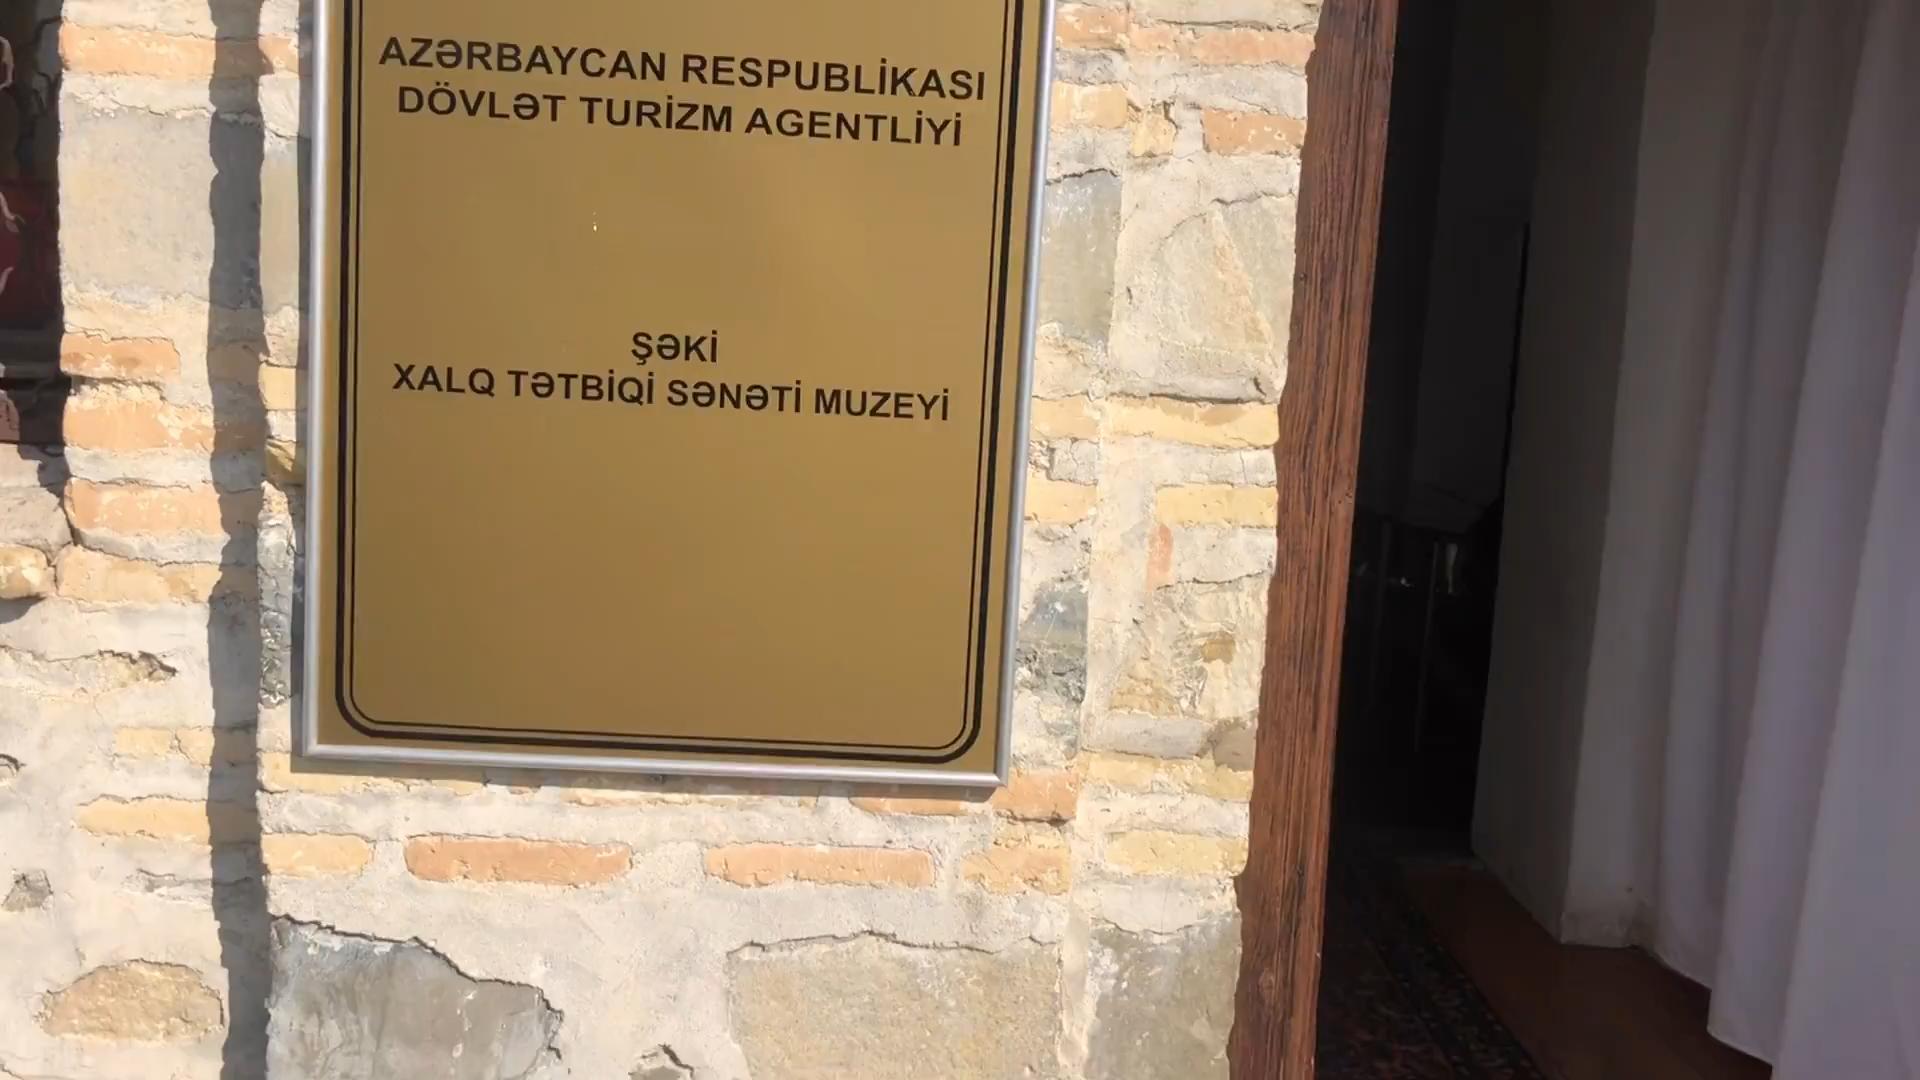 AZƏRBAYCAN RESPUBLİKASI
DÖVLƏT TURİZM AGENTLİYİ
ŞƏKİ
XALQ TƏTBİQİ SƏNƏTİ MUZEYİ